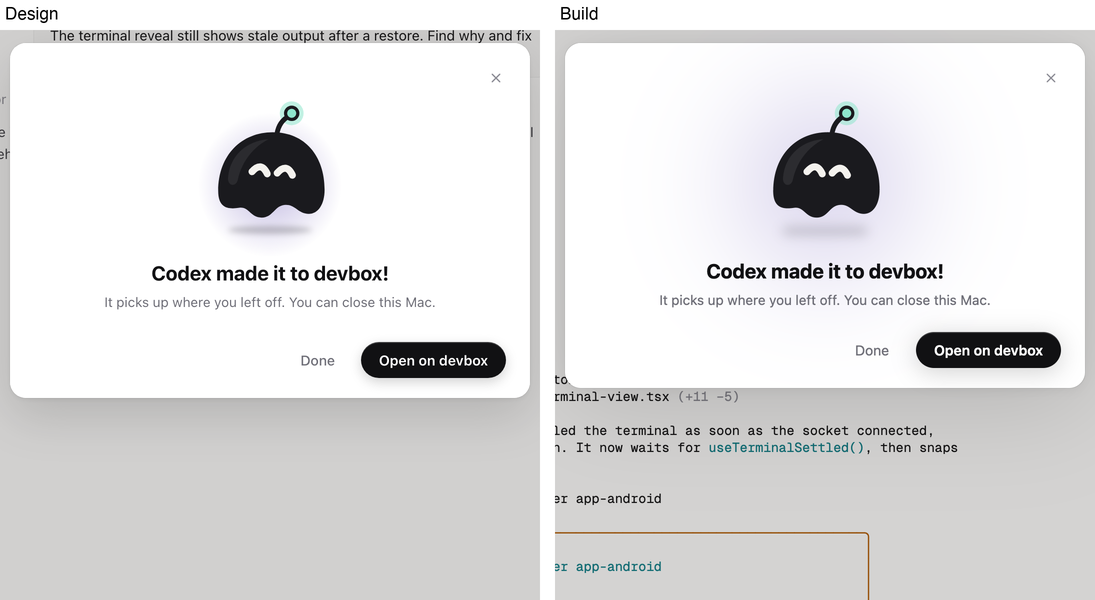 Design
The terminal reveal still shows stale output after a restore. Find why and fix
or
e
l
eh
Codex made it to devbox!
It picks up where you left off. You can close this Mac.
Done
Open on devbox
Build
Codex made it to devbox!
It picks up where you left off. You can close this Mac.
Done
Open on devbox
to
rminal-view.tsx (+11 −5)
led the terminal as soon as the socket connected,
n. It now waits for useTerminalSettled(), then snaps
er app-android
er app-android